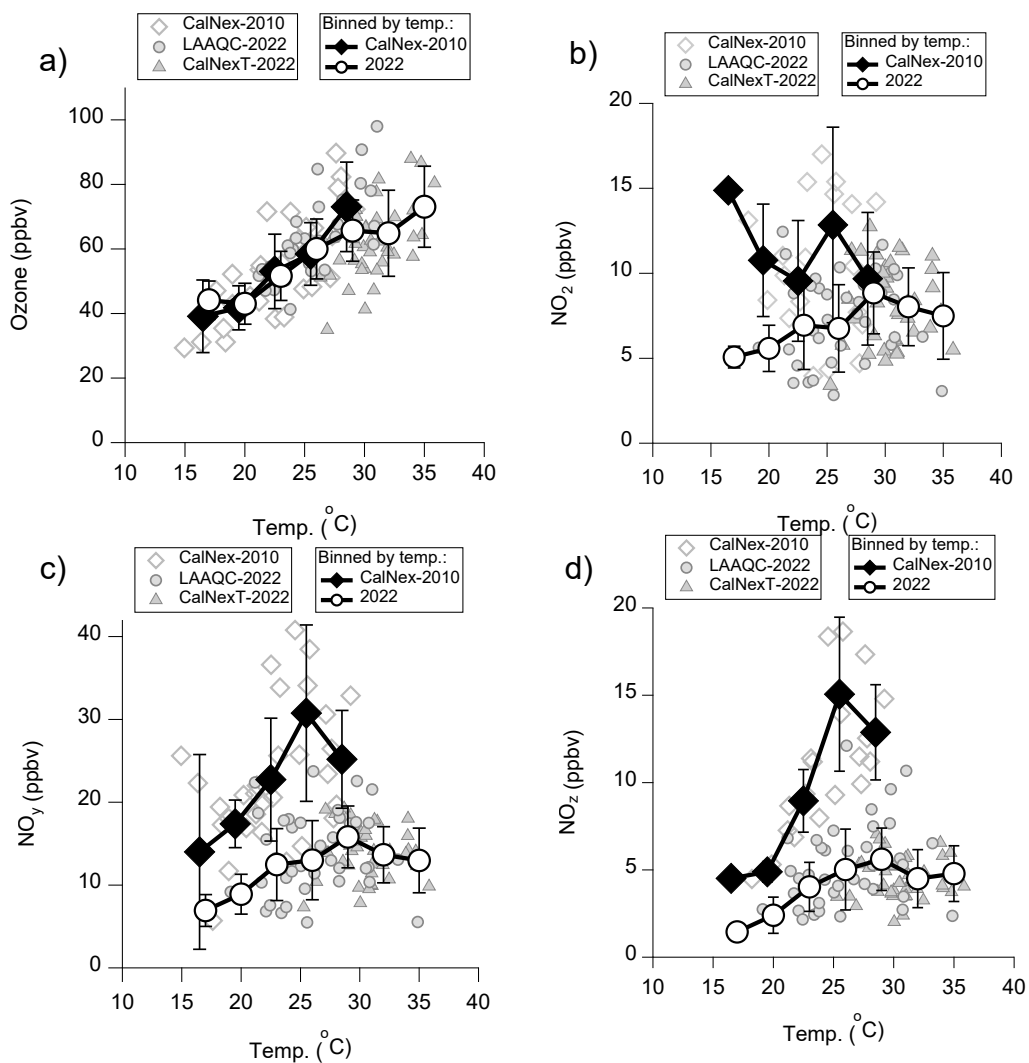 a)
CalNex-2010
LAAQC-2022
CalNexT-2022
Binned by temp.:
CalNex-2010
2022
Ozone (ppbv)
100
80
60
40
20
0
10 15 20 25 30 35 40
Temp. (°C)
b)
CalNex-2010
LAAQC-2022
CalNexT-2022
Binned by temp.:
CalNex-2010
2022
NO2 (ppbv)
20
15
10
5
0
10 15 20 25 30 35 40
Temp. (°C)
c)
CalNex-2010
LAAQC-2022
CalNexT-2022
Binned by temp.:
CalNex-2010
2022
NOy (ppbv)
40
30
20
10
0
10 15 20 25 30 35 40
Temp. (°C)
d)
CalNex-2010
LAAQC-2022
CalNexT-2022
Binned by temp.:
CalNex-2010
2022
NOz (ppbv)
20
15
10
5
0
10 15 20 25 30 35 40
Temp. (°C)